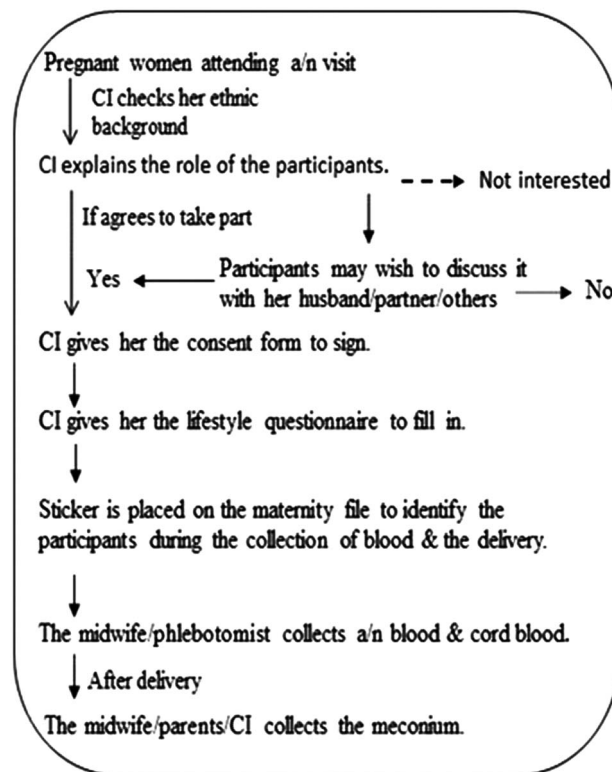 Pregnant women attending a/n visit
CI checks her ethnic
background
CI explains the role of the participants.
Not interested
If agrees to take part
Yes
Participants may wish to discuss it
with her husband/partner/others
No
CI gives her the consent form to sign.
CI gives her the lifestyle questionnaire to fill in.
Sticker is placed on the maternity file to identify the
participants during the collection of blood & the delivery.
The midwife/phlebotomist collects a/n blood & cord blood.
After delivery
The midwife/parents/CI collects the meconium.